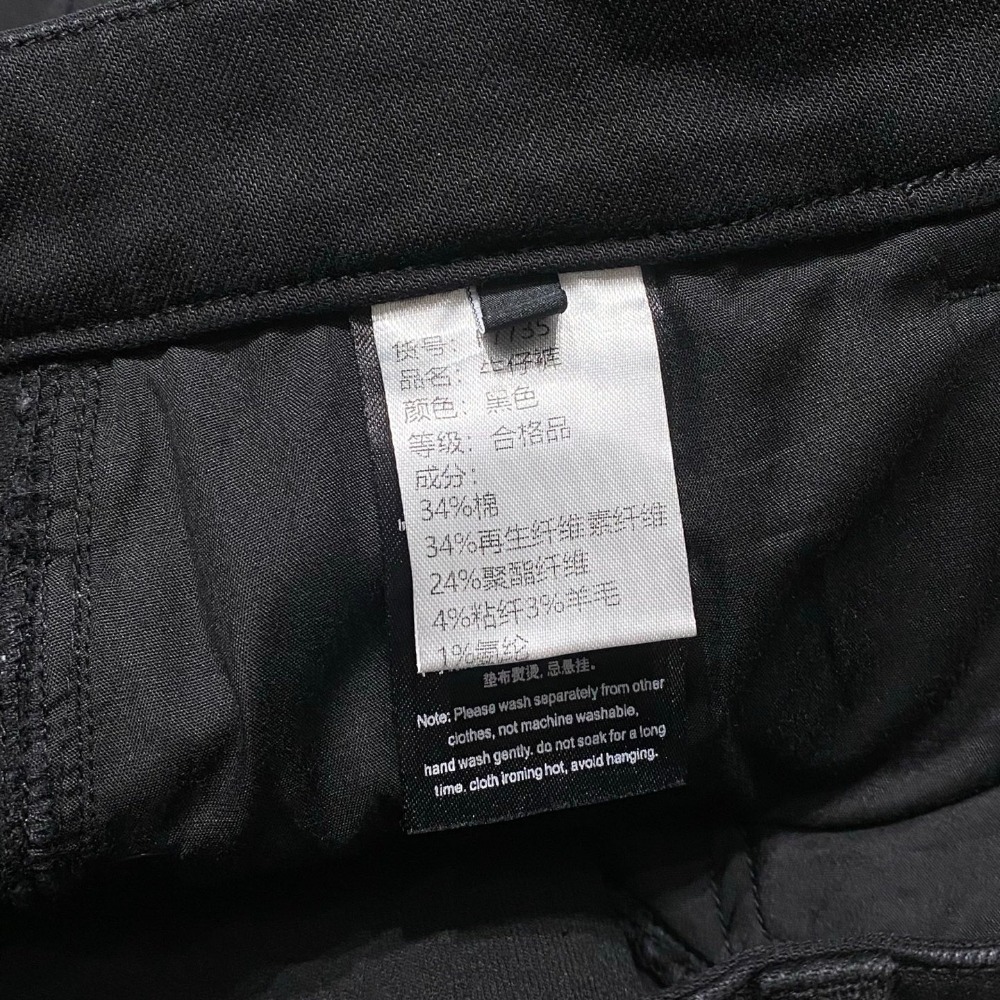 货号： 7735
品名：牛仔裤
颜色：黑色
等级：合格品
成分：
34%棉
34%再生纤维素纤维
24%聚酯纤维
4%粘纤3%羊毛
1%氨纶
垫布熨烫, 忌悬挂。
Note: Please wash separately from other
clothes, not machine washable,
hand wash gently. do not soak for a long
time. cloth ironing hot, avoid hanging.